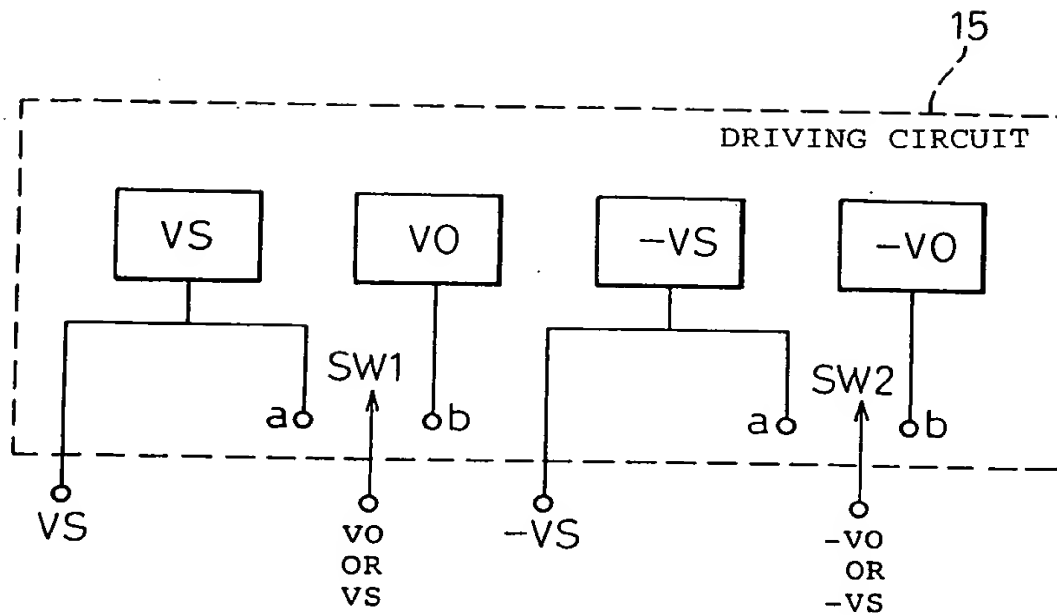 15
DRIVING CIRCUIT
VS
VO
-VS
-VO
SW1
SW2
a
b
a
b
VS
VO
OR
VS
-VS
-VO
OR
-VS